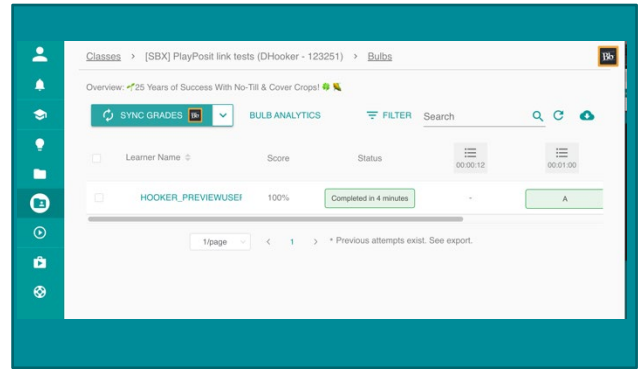 Classes > [SBX] PlayPosit link tests (DHooker - 123251) > Bulbs
Bb
Overview: 🌱25 Years of Success With No-Till & Cover Crops! 🍀 🌽
SYNC GRADES Bb BULB ANALYTICS FILTER Search
Learner Name Score Status 00:00:12 00:01:00
HOOKER_PREVIEWUSER 100% Completed in 4 minutes - A
1/page < 1 > * Previous attempts exist. See export.